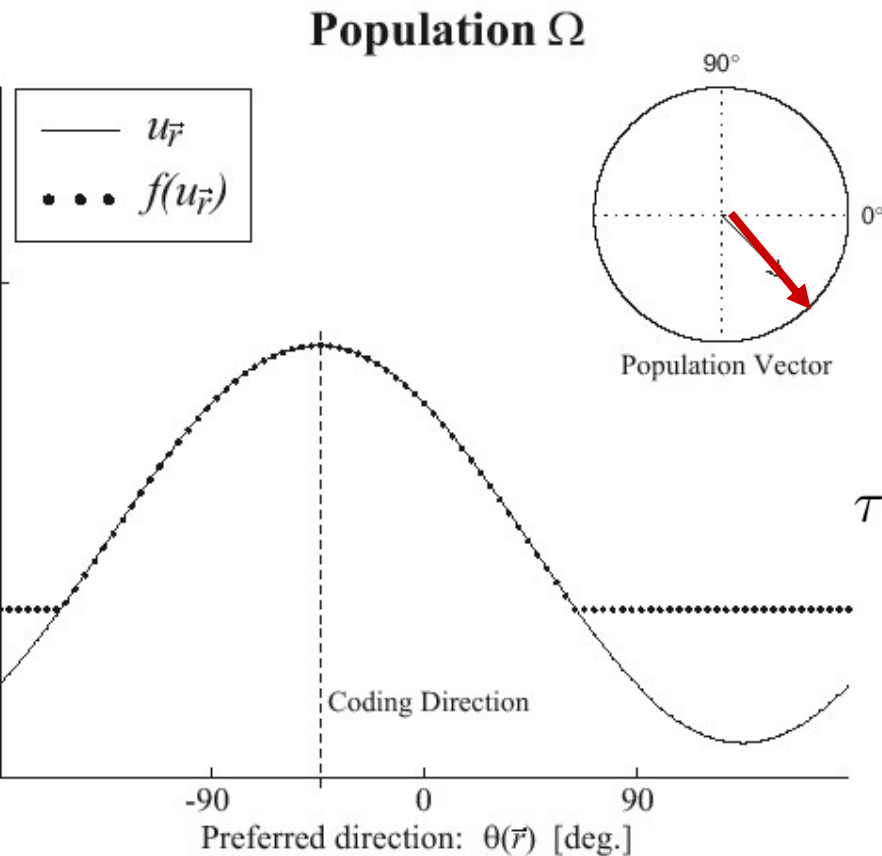 Population Ω
u_r⃗
f(u_r⃗)
90°
0°
Population Vector
τ
Coding Direction
-90 0 90
Preferred direction: θ(r⃗) [deg.]